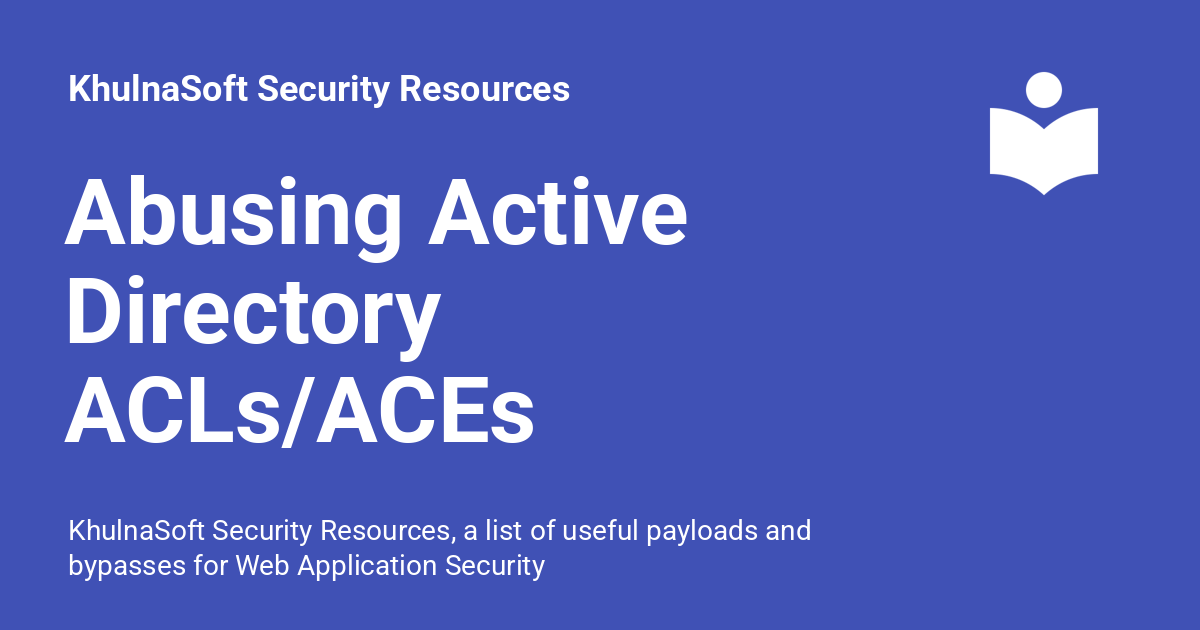 KhulnaSoft Security Resources
Abusing Active
Directory
ACLs/ACEs
KhulnaSoft Security Resources, a list of useful payloads and
bypasses for Web Application Security